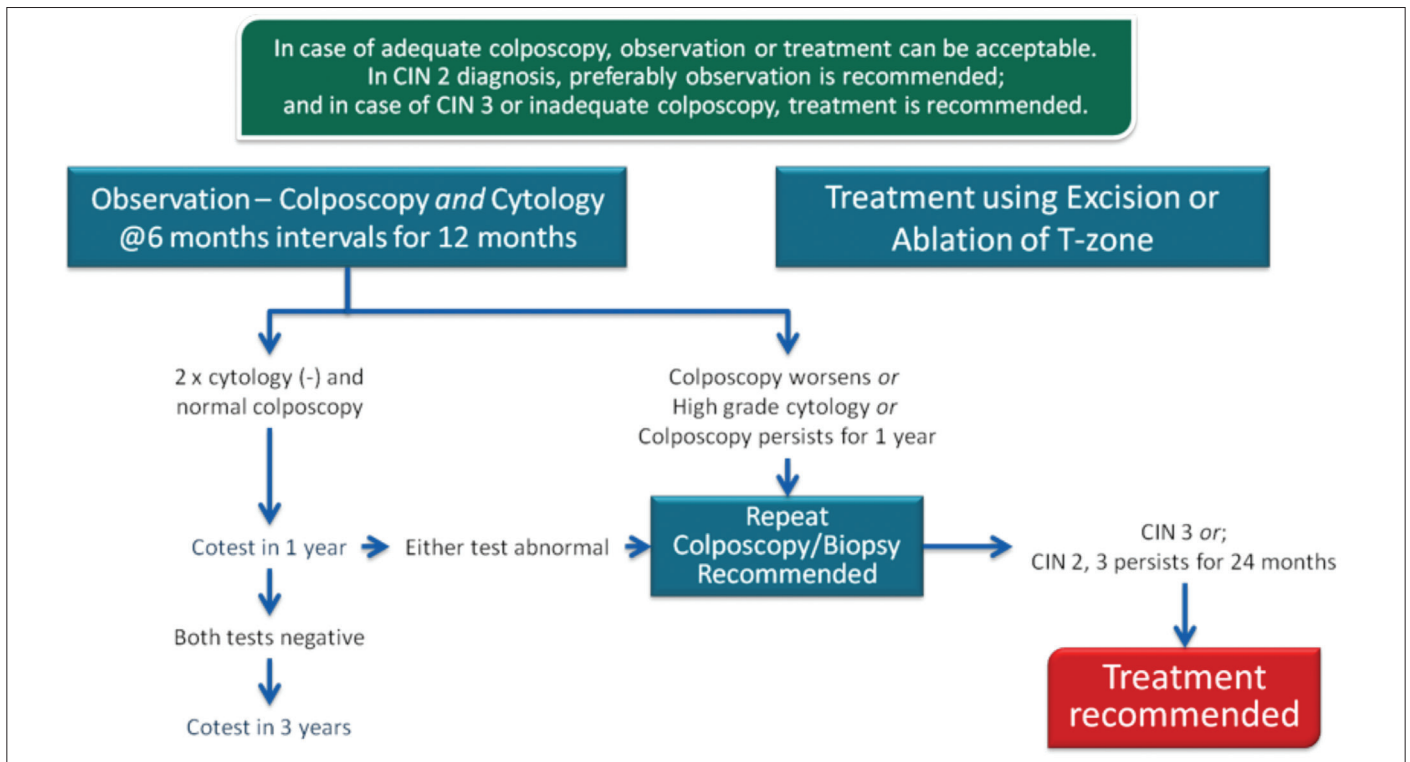 In case of adequate colposcopy, observation or treatment can be acceptable.
In CIN 2 diagnosis, preferably observation is recommended;
and in case of CIN 3 or inadequate colposcopy, treatment is recommended.
Observation – Colposcopy and Cytology
@6 months intervals for 12 months
Treatment using Excision or
Ablation of T-zone
2 x cytology (-) and
normal colposcopy
Colposcopy worsens or
High grade cytology or
Colposcopy persists for 1 year
Cotest in 1 year
Either test abnormal
Repeat
Colposcopy/Biopsy
Recommended
CIN 3 or;
CIN 2, 3 persists for 24 months
Both tests negative
Cotest in 3 years
Treatment
recommended